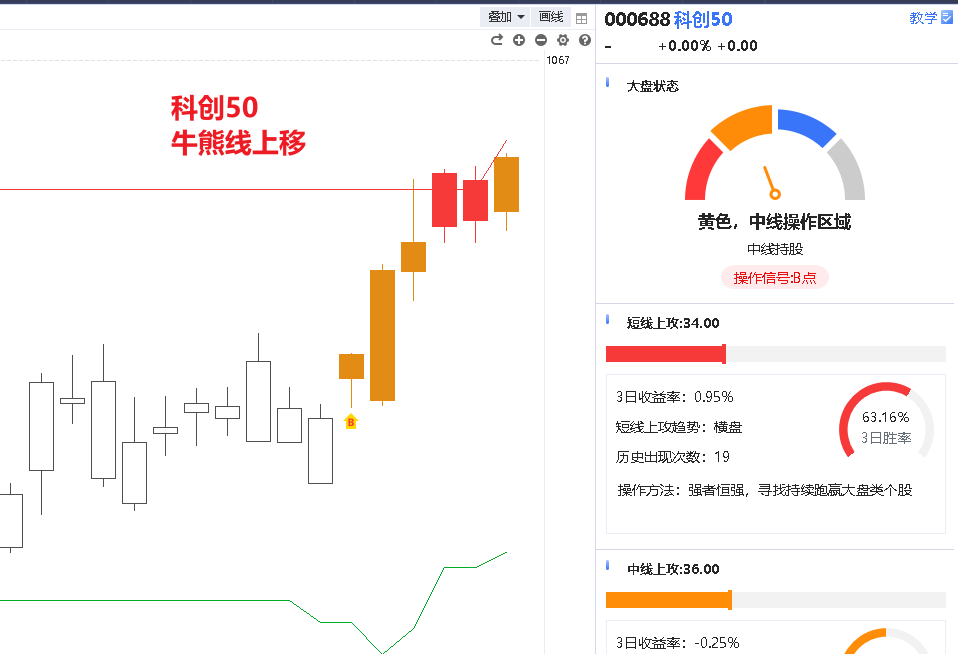 叠加 画线
1067
科创50
牛熊线上移
B
000688 科创50 教学
- +0.00% +0.00
大盘状态
黄色，中线操作区域
中线持股
操作信号:B点
短线上攻:34.00
3日收益率：0.95%
短线上攻趋势：横盘
历史出现次数：19
63.16%
3日胜率
操作方法：强者恒强，寻找持续跑赢大盘类个股
中线上攻:36.00
3日收益率：-0.25%